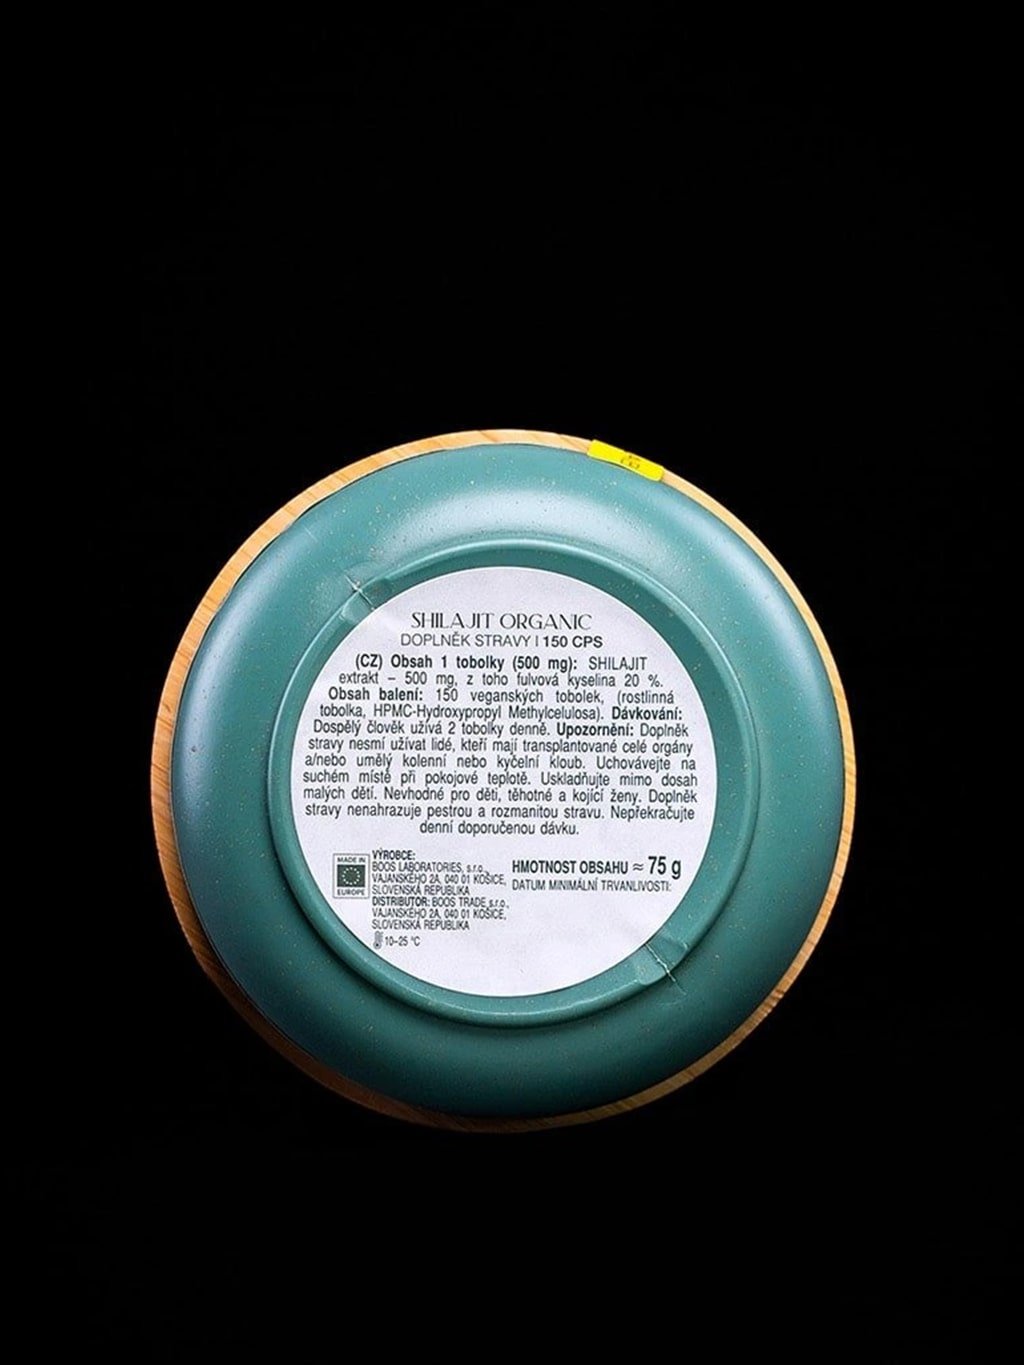 SHILAJIT ORGANIC
DOPLNĚK STRAVY | 150 CPS
(CZ) Obsah 1 tobolky (500 mg): SHILAJIT
extrakt – 500 mg, z toho fulvová kyselina 20 %.
Obsah balení: 150 veganských tobolek, (rostlinná
tobolka, HPMC-Hydroxypropyl Methylcelulosa). Dávkování:
Dospělý člověk užívá 2 tobolky denně. Upozornění: Doplněk
stravy nesmí užívat lidé, kteří mají transplantované celé orgány
a/nebo umělý kolenní nebo kyčelní kloub. Uchovávejte na
suchém místě při pokojové teplotě. Uskladňujte mimo dosah
malých dětí. Nevhodné pro děti, těhotné a kojící ženy. Doplněk
stravy nenahrazuje pestrou a rozmanitou stravu. Nepřekračujte
denní doporučenou dávku.
MADE IN
EUROPE
VÝROBCE:
BOOS LABORATORIES, s.r.o.,
VAJANSKÉHO 2A, 040 01 KOŠICE,
SLOVENSKÁ REPUBLIKA
DISTRIBUTOR: BOOS TRADE s.r.o.,
VAJANSKÉHO 2A, 040 01 KOŠICE,
SLOVENSKÁ REPUBLIKA
10–25 °C
HMOTNOST OBSAHU ≈ 75 g
DATUM MINIMÁLNÍ TRVANLIVOSTI: